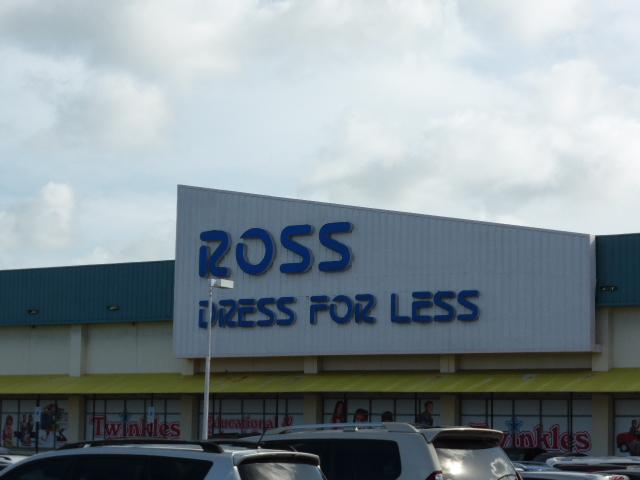 ROSS
DRESS FOR LESS
Twinkles
Educational
Twinkles